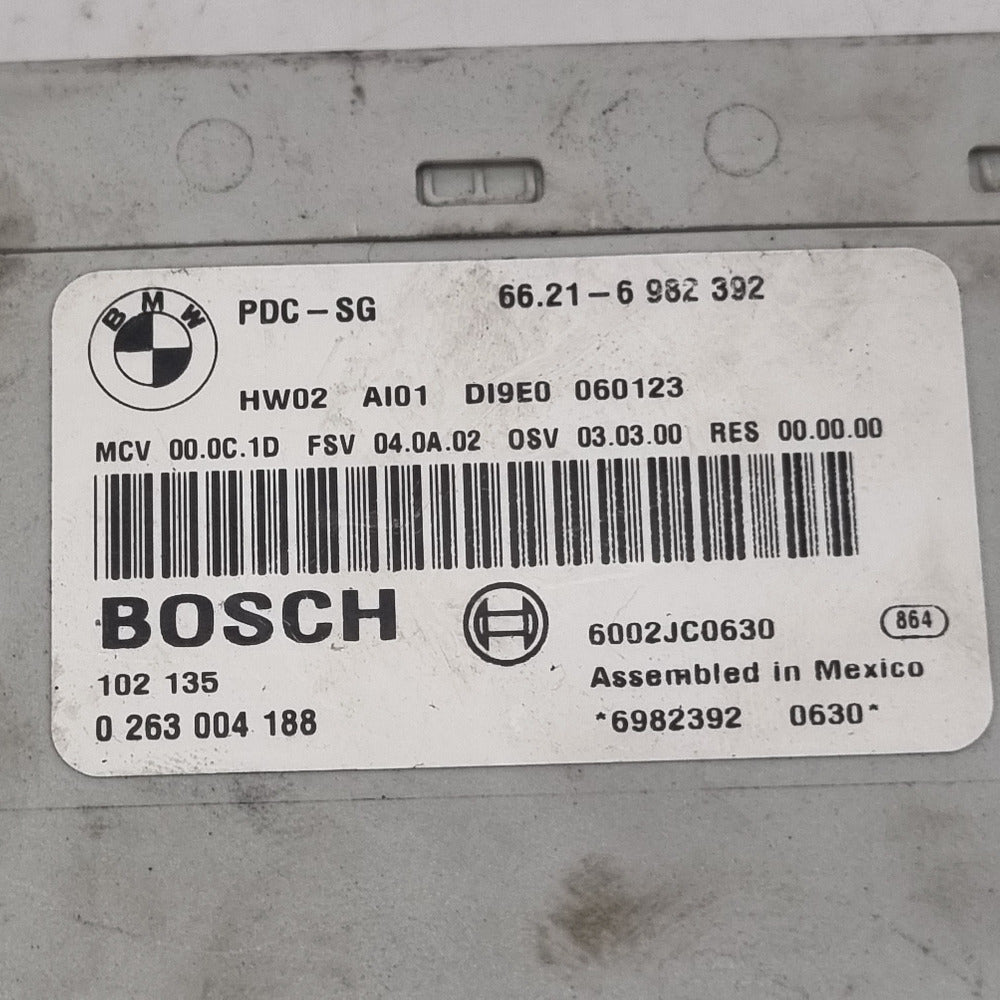 BMW
PDC-SG 66.21-6 982 392
HW02 AI01 DI9E0 060123
MCV 00.0C.1D FSV 04.0A.02 OSV 03.03.00 RES 00.00.00
BOSCH
6002JC0630 864
102 135 Assembled in Mexico
0 263 004 188 *6982392 0630*